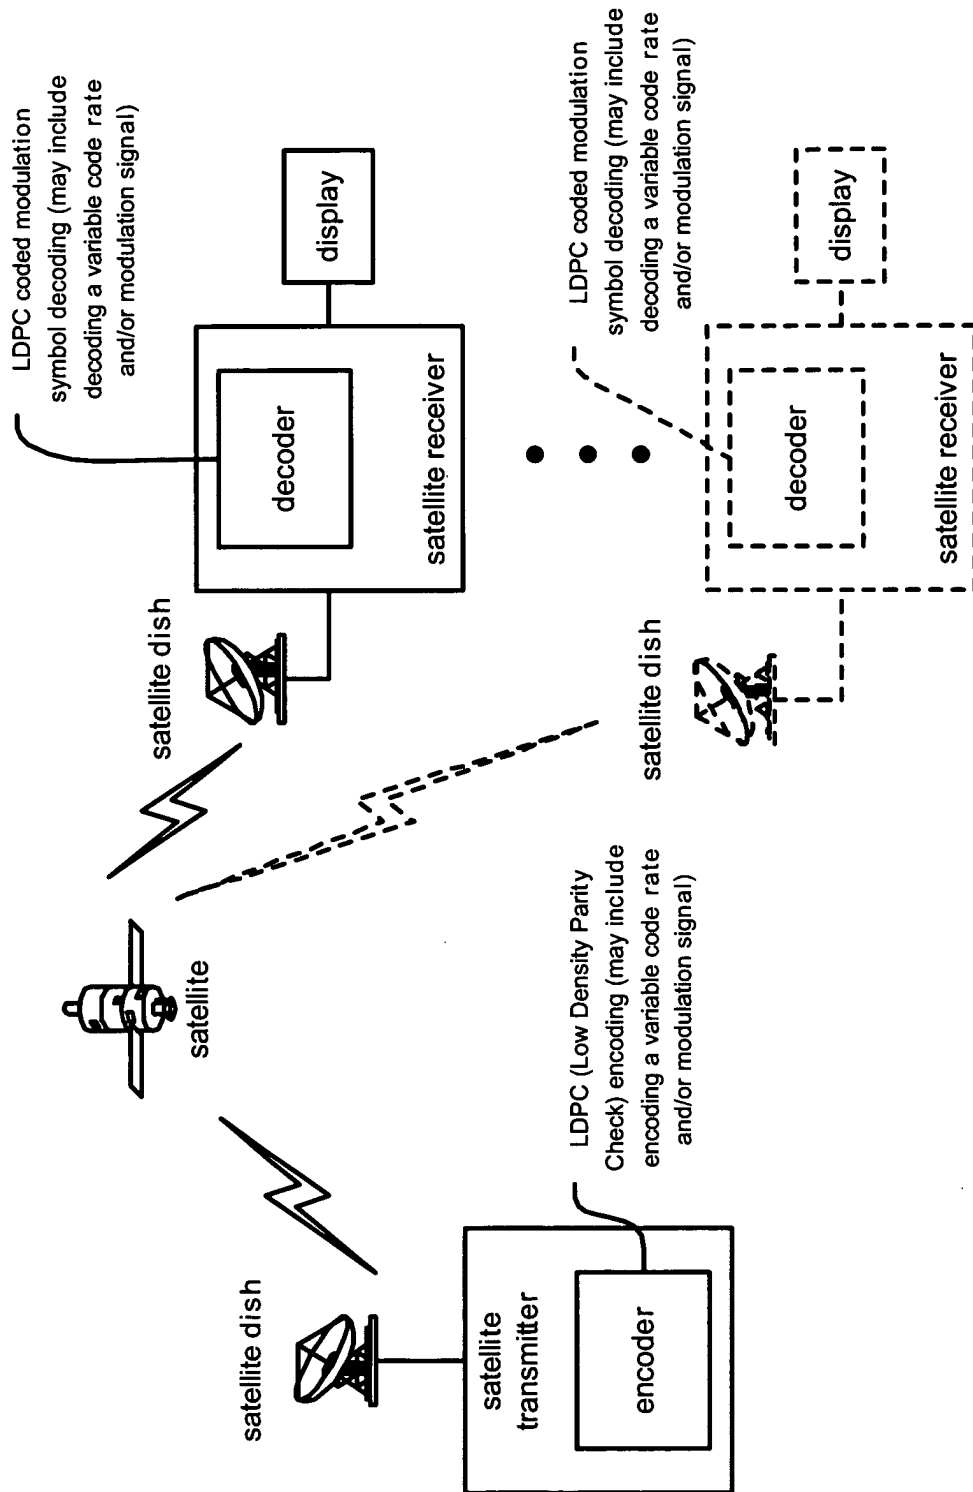 satellite dish
satellite
transmitter
encoder
LDPC (Low Density Parity
Check) encoding (may include
encoding a variable code rate
and/or modulation signal)
satellite
satellite dish
LDPC coded modulation
symbol decoding (may include
decoding a variable code rate
and/or modulation signal)
decoder
satellite receiver
display
satellite dish
LDPC coded modulation
symbol decoding (may include
decoding a variable code rate
and/or modulation signal)
decoder
satellite receiver
display